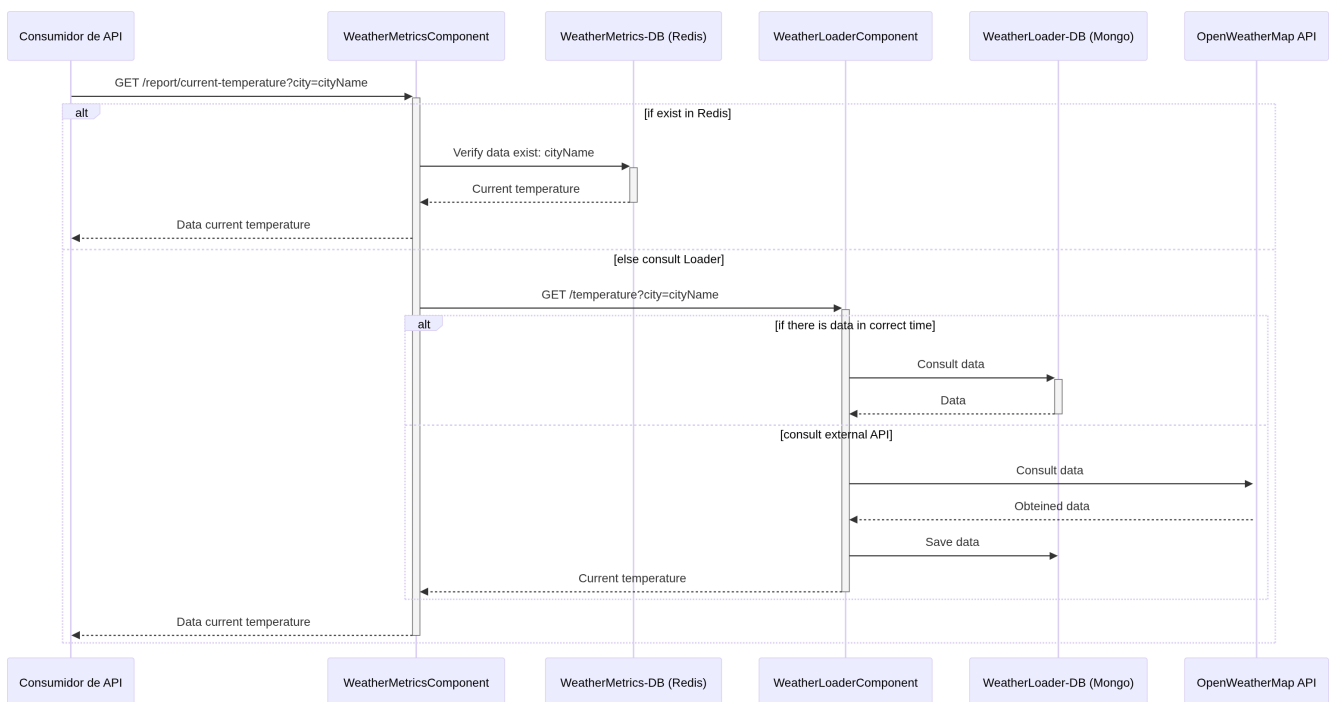 Consumidor de API
WeatherMetricsComponent
WeatherMetrics-DB (Redis)
WeatherLoaderComponent
WeatherLoader-DB (Mongo)
OpenWeatherMap API
GET /report/current-temperature?city=cityName
alt
[if exist in Redis]
Verify data exist: cityName
Current temperature
Data current temperature
[else consult Loader]
GET /temperature?city=cityName
alt
[if there is data in correct time]
Consult data
Data
[consult external API]
Consult data
Obteined data
Save data
Current temperature
Data current temperature
Consumidor de API
WeatherMetricsComponent
WeatherMetrics-DB (Redis)
WeatherLoaderComponent
WeatherLoader-DB (Mongo)
OpenWeatherMap API